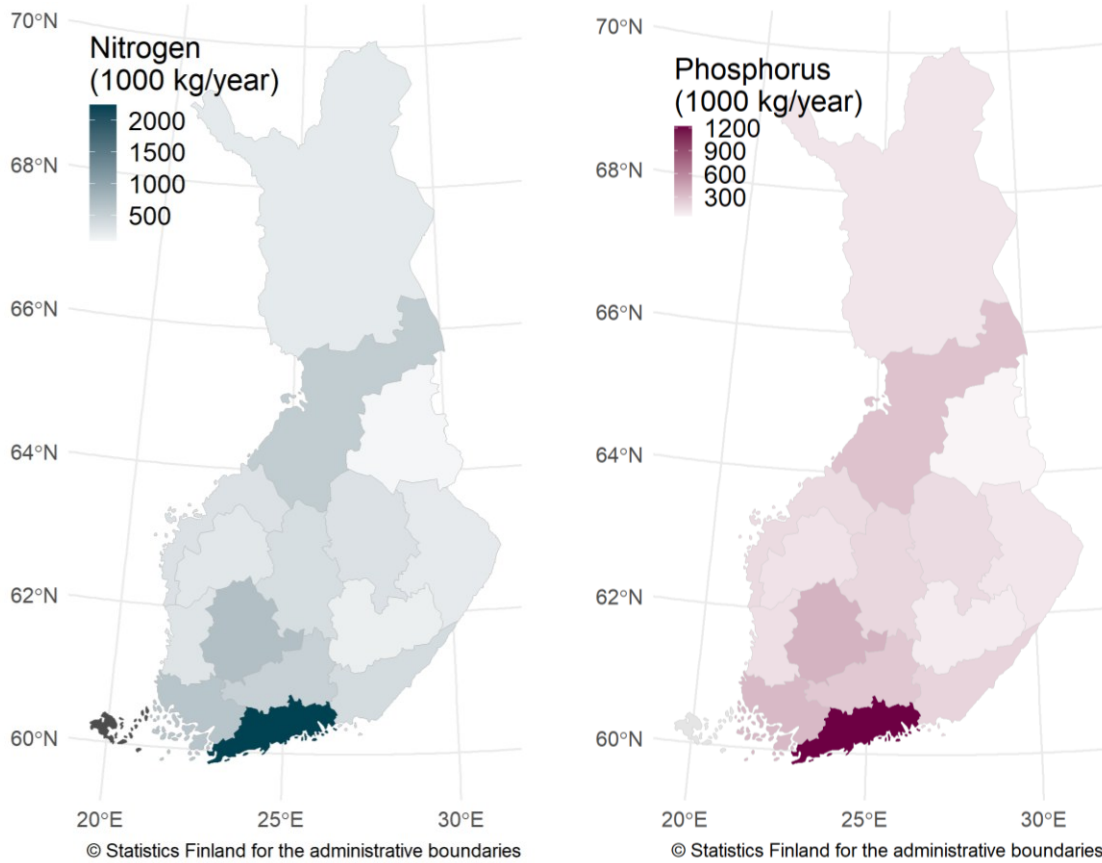 70°N
Nitrogen
(1000 kg/year)
2000
1500
1000
500
68°N
66°N
64°N
62°N
60°N
20°E 25°E 30°E
© Statistics Finland for the administrative boundaries
70°N
Phosphorus
(1000 kg/year)
1200
900
600
300
68°N
66°N
64°N
62°N
60°N
20°E 25°E 30°E
© Statistics Finland for the administrative boundaries